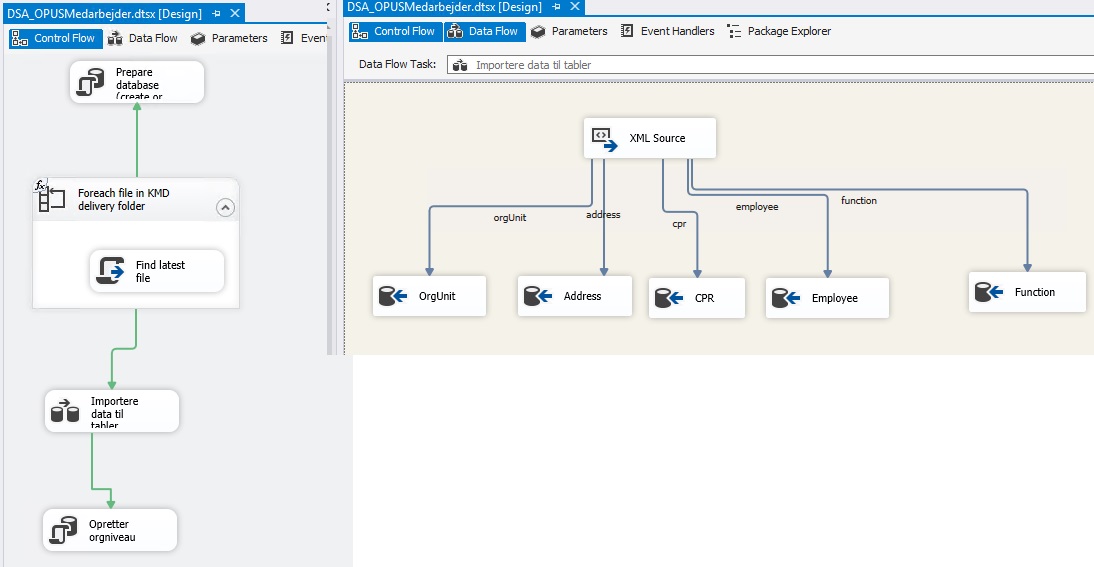 DSA_OPUSMedarbejder.dtsx [Design]
Control Flow
Data Flow
Parameters
Prepare
database
(create or
fx
Foreach file in KMD
delivery folder
Find latest
file
Importere
data til
tabler
Opretter
orgniveau
DSA_OPUSMedarbejder.dtsx [Design]
Control Flow
Data Flow
Parameters
Event Handlers
Package Explorer
Data Flow Task:
Importere data til tabler
XML Source
orgUnit
address
cpr
employee
function
OrgUnit
Address
CPR
Employee
Function